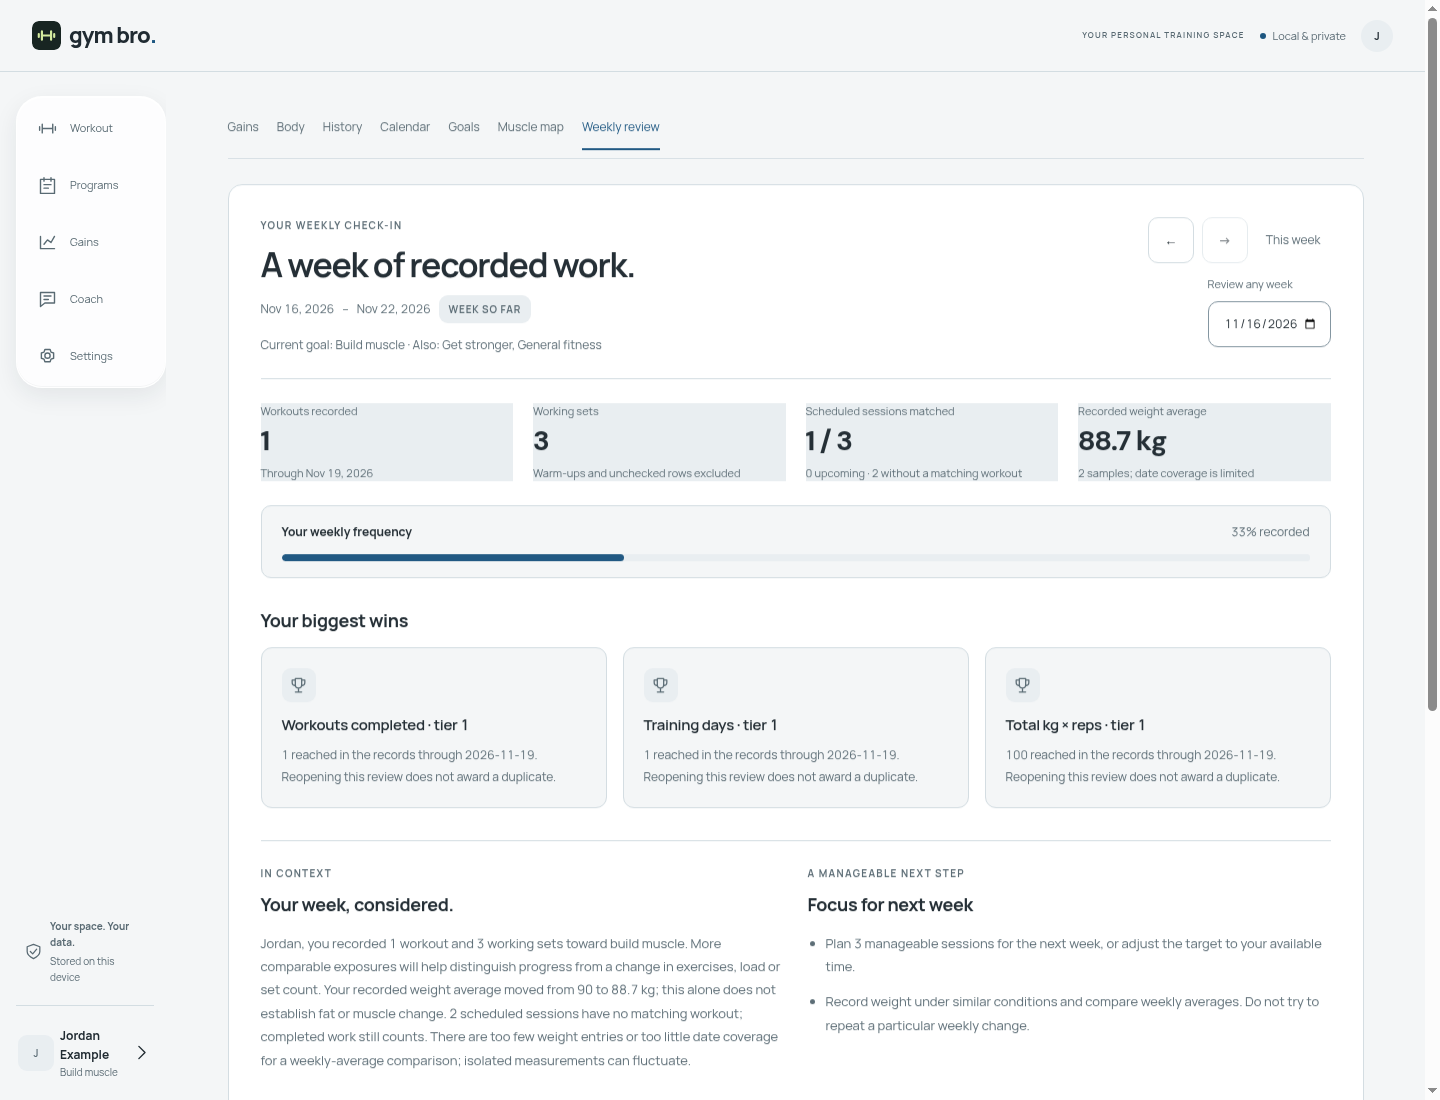 gym bro.
YOUR PERSONAL TRAINING SPACE
Local & private
J
Workout
Programs
Gains
Coach
Settings
Gains
Body
History
Calendar
Goals
Muscle map
Weekly review
YOUR WEEKLY CHECK-IN
A week of recorded work.
Nov 16, 2026 – Nov 22, 2026
WEEK SO FAR
Current goal: Build muscle · Also: Get stronger, General fitness
←
→
This week
Review any week
11/16/2026
Workouts recorded
1
Through Nov 19, 2026
Working sets
3
Warm-ups and unchecked rows excluded
Scheduled sessions matched
1 / 3
0 upcoming · 2 without a matching workout
Recorded weight average
88.7 kg
2 samples; date coverage is limited
Your weekly frequency
33% recorded
Your biggest wins
Workouts completed · tier 1
1 reached in the records through 2026-11-19.
Reopening this review does not award a duplicate.
Training days · tier 1
1 reached in the records through 2026-11-19.
Reopening this review does not award a duplicate.
Total kg × reps · tier 1
100 reached in the records through 2026-11-19.
Reopening this review does not award a duplicate.
IN CONTEXT
Your week, considered.
Jordan, you recorded 1 workout and 3 working sets toward build muscle. More
comparable exposures will help distinguish progress from a change in exercises, load or
set count. Your recorded weight average moved from 90 to 88.7 kg; this alone does not
establish fat or muscle change. 2 scheduled sessions have no matching workout;
completed work still counts. There are too few weight entries or too little date coverage
for a weekly-average comparison; isolated measurements can fluctuate.
A MANAGEABLE NEXT STEP
Focus for next week
• Plan 3 manageable sessions for the next week, or adjust the target to your available
time.
• Record weight under similar conditions and compare weekly averages. Do not try to
repeat a particular weekly change.
Your space. Your
data.
Stored on this
device
J
Jordan
Example
Build muscle